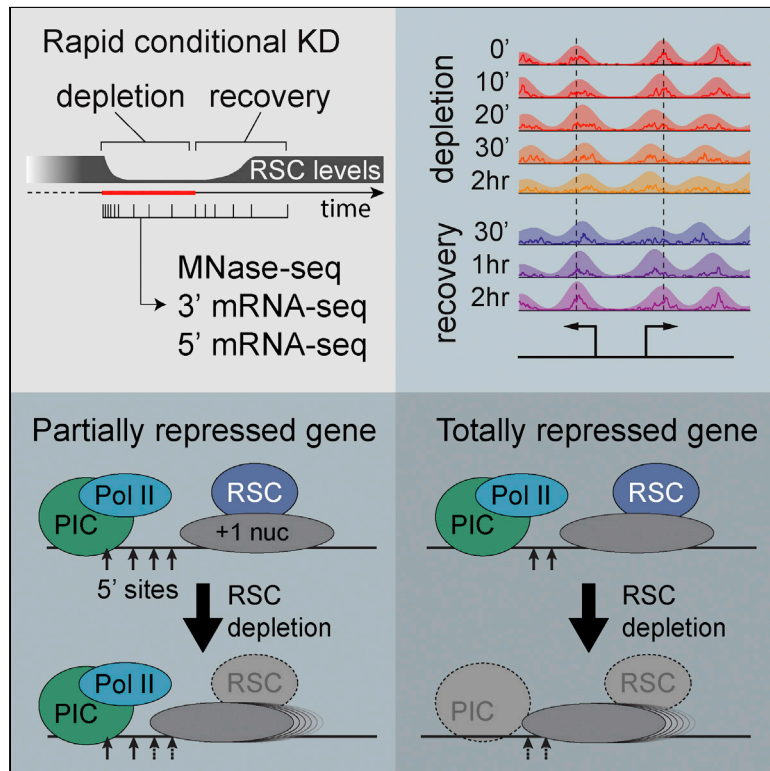 Rapid conditional KD
depletion
recovery
RSC levels
time
MNase-seq
3' mRNA-seq
5' mRNA-seq
depletion
0'
10'
20'
30'
2hr
recovery
30'
1hr
2hr
Partially repressed gene
Pol II
PIC
RSC
+1 nuc
5' sites
RSC
depletion
Pol II
PIC
RSC
Totally repressed gene
Pol II
PIC
RSC
RSC
depletion
PIC
RSC